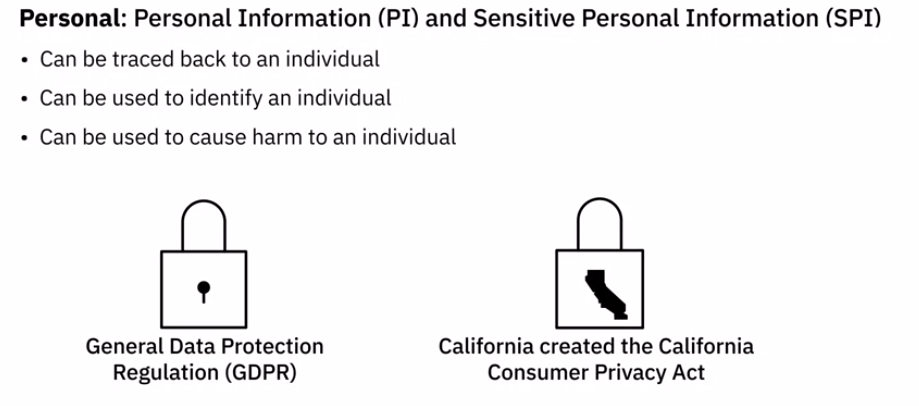 Personal: Personal Information (PI) and Sensitive Personal Information (SPI)
• Can be traced back to an individual
• Can be used to identify an individual
• Can be used to cause harm to an individual
General Data Protection
Regulation (GDPR)
California created the California
Consumer Privacy Act